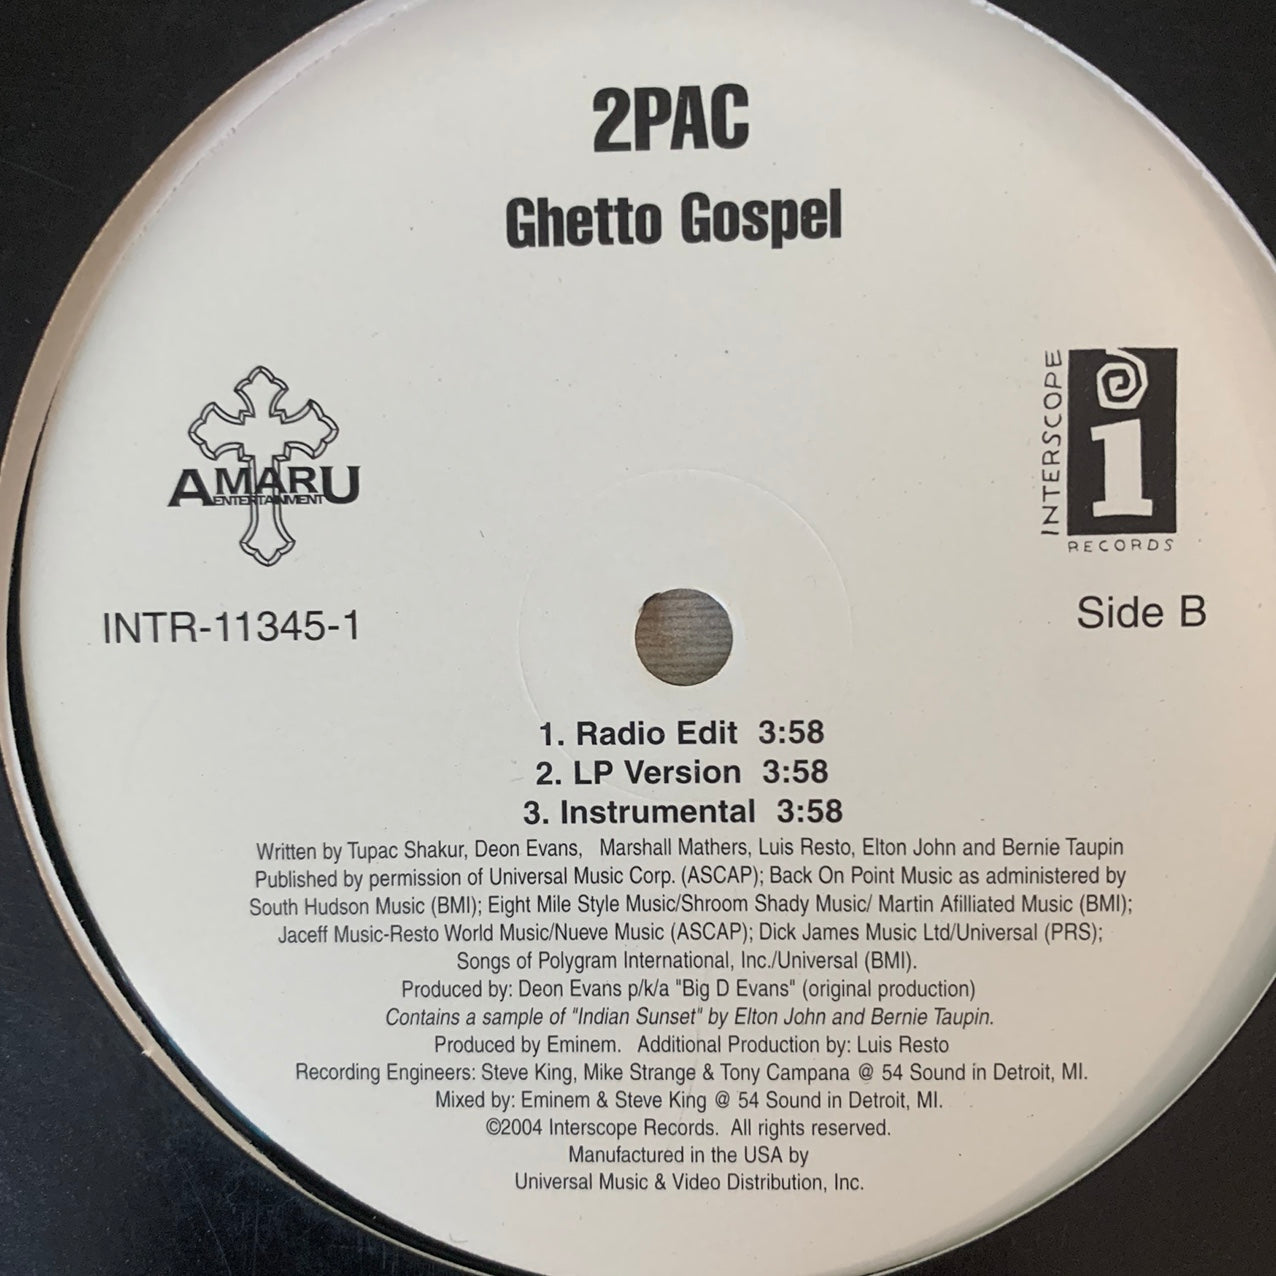 2PAC
Ghetto Gospel
AMARU
ENTERTAINMENT
INTERSCOPE
i
RECORDS
INTR-11345-1
Side B
1. Radio Edit 3:58
2. LP Version 3:58
3. Instrumental 3:58
Written by Tupac Shakur, Deon Evans, Marshall Mathers, Luis Resto, Elton John and Bernie Taupin
Published by permission of Universal Music Corp. (ASCAP); Back On Point Music as administered by
South Hudson Music (BMI); Eight Mile Style Music/Shroom Shady Music/ Martin Afilliated Music (BMI);
Jaceff Music-Resto World Music/Nueve Music (ASCAP); Dick James Music Ltd/Universal (PRS);
Songs of Polygram International, Inc./Universal (BMI).
Produced by: Deon Evans p/k/a "Big D Evans" (original production)
Contains a sample of "Indian Sunset" by Elton John and Bernie Taupin.
Produced by Eminem. Additional Production by: Luis Resto
Recording Engineers: Steve King, Mike Strange & Tony Campana @ 54 Sound in Detroit, MI.
Mixed by: Eminem & Steve King @ 54 Sound in Detroit, MI.
©2004 Interscope Records. All rights reserved.
Manufactured in the USA by
Universal Music & Video Distribution, Inc.